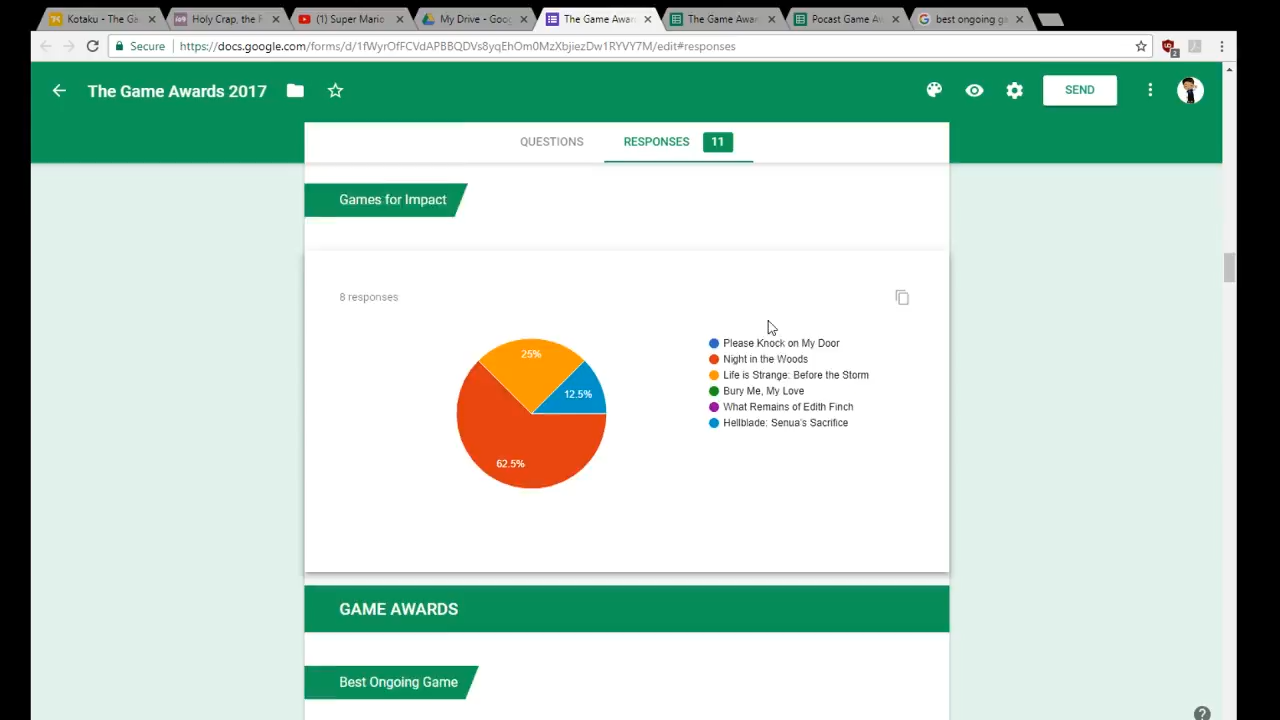 Kotaku - The Ga
Holy Crap, the R
(1) Super Mario
My Drive - Goog
The Game Awar
The Game Awar
Pocast Game Aw
best ongoing ga
Secure
https://docs.google.com/forms/d/1fWyrOfFCVdAPBBQDVs8yqEhOm0MzXbjiezDw1RYVY7M/edit#responses
2
The Game Awards 2017
SEND
QUESTIONS
RESPONSES 11
Games for Impact
8 responses
25%
12.5%
62.5%
Please Knock on My Door
Night in the Woods
Life is Strange: Before the Storm
Bury Me, My Love
What Remains of Edith Finch
Hellblade: Senua's Sacrifice
GAME AWARDS
Best Ongoing Game